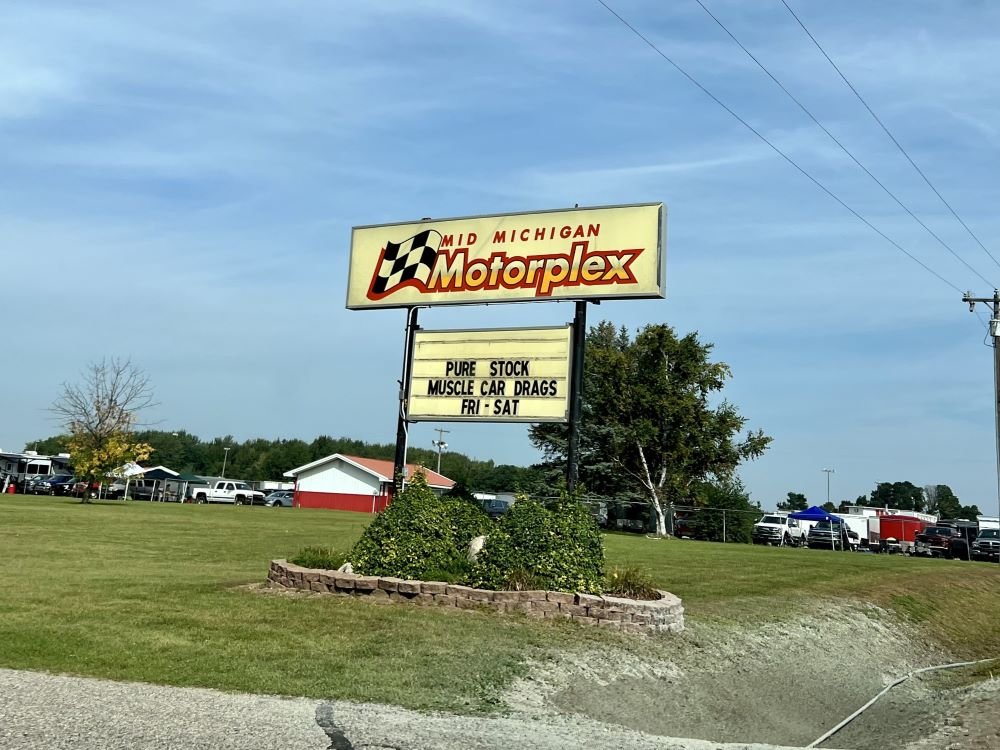 MID MICHIGAN
Motorplex
PURE STOCK
MUSCLE CAR DRAGS
FRI - SAT